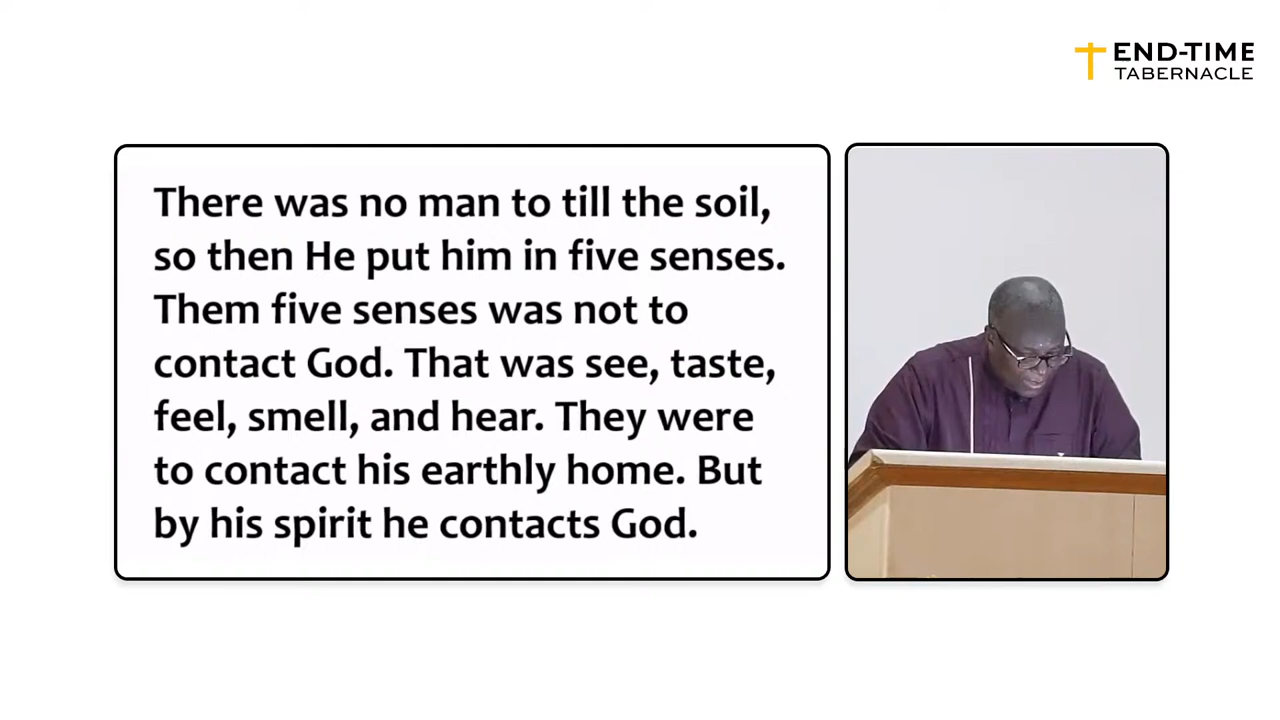 END-TIME
TABERNACLE
There was no man to till the soil,
so then He put him in five senses.
Them five senses was not to
contact God. That was see, taste,
feel, smell, and hear. They were
to contact his earthly home. But
by his spirit he contacts God.